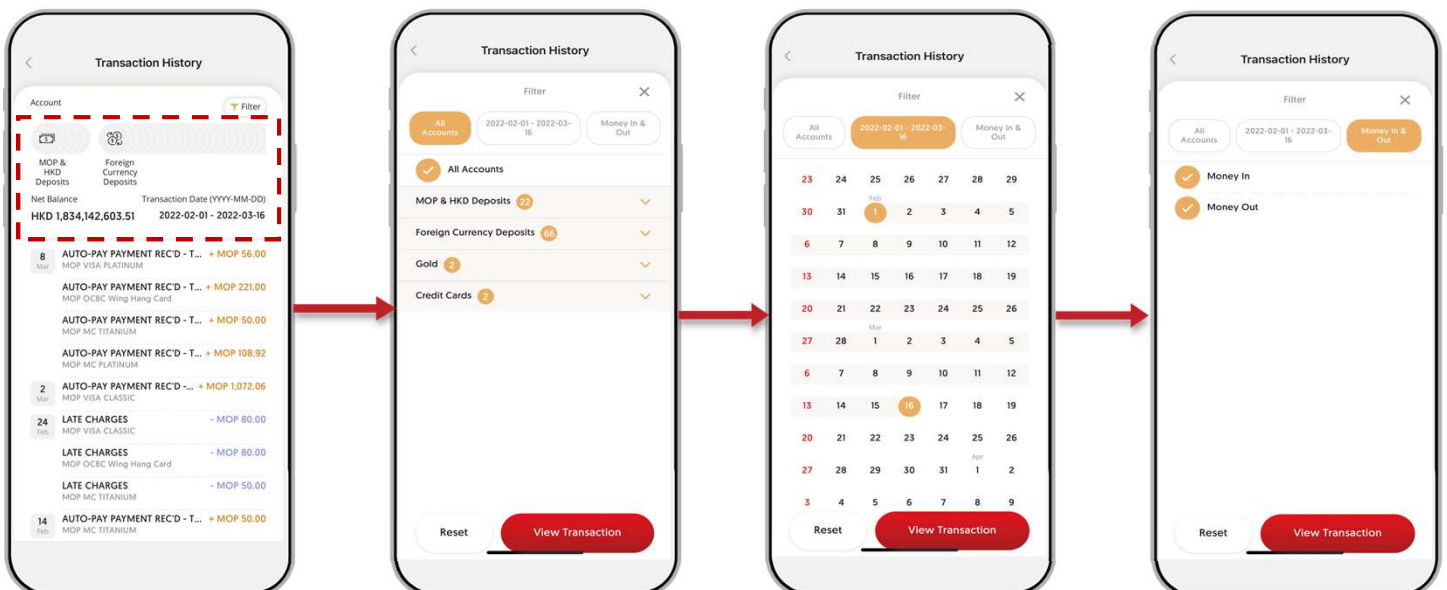 Transaction History
Account
Filter
MOP &
HKD
Deposits
Foreign
Currency
Deposits
Net Balance
Transaction Date (YYYY-MM-DD)
HKD 1,834,142,603.51
2022-02-01 - 2022-03-16
8
Mar
AUTO-PAY PAYMENT REC'D - T... + MOP 56.00
MOP VISA PLATINUM
AUTO-PAY PAYMENT REC'D - T... + MOP 221.00
MOP OCBC Wing Hang Card
AUTO-PAY PAYMENT REC'D - T... + MOP 50.00
MOP MC TITANIUM
AUTO-PAY PAYMENT REC'D - T... + MOP 108.92
MOP MC PLATINUM
2
Mar
AUTO-PAY PAYMENT REC'D -... + MOP 1,072.06
MOP VISA CLASSIC
24
Feb
LATE CHARGES - MOP 80.00
MOP VISA CLASSIC
LATE CHARGES - MOP 80.00
MOP OCBC Wing Hang Card
LATE CHARGES - MOP 50.00
MOP MC TITANIUM
14
Feb
AUTO-PAY PAYMENT REC'D - T... + MOP 50.00
MOP MC TITANIUM
Transaction History
Filter
All
Accounts
2022-02-01 - 2022-03-
16
Money In &
Out
All Accounts
MOP & HKD Deposits 22
Foreign Currency Deposits 66
Gold 2
Credit Cards 2
Reset
View Transaction
Transaction History
Filter
All
Accounts
2022-02-01 - 2022-03-
16
Money In &
Out
23 24 25 26 27 28 29
Feb
30 31 1 2 3 4 5
6 7 8 9 10 11 12
13 14 15 16 17 18 19
20 21 22 23 24 25 26
Mar
27 28 1 2 3 4 5
6 7 8 9 10 11 12
13 14 15 16 17 18 19
20 21 22 23 24 25 26
Apr
27 28 29 30 31 1 2
3 4 5 6 7 8 9
Reset
View Transaction
Transaction History
Filter
All
Accounts
2022-02-01 - 2022-03-
16
Money In &
Out
Money In
Money Out
Reset
View Transaction